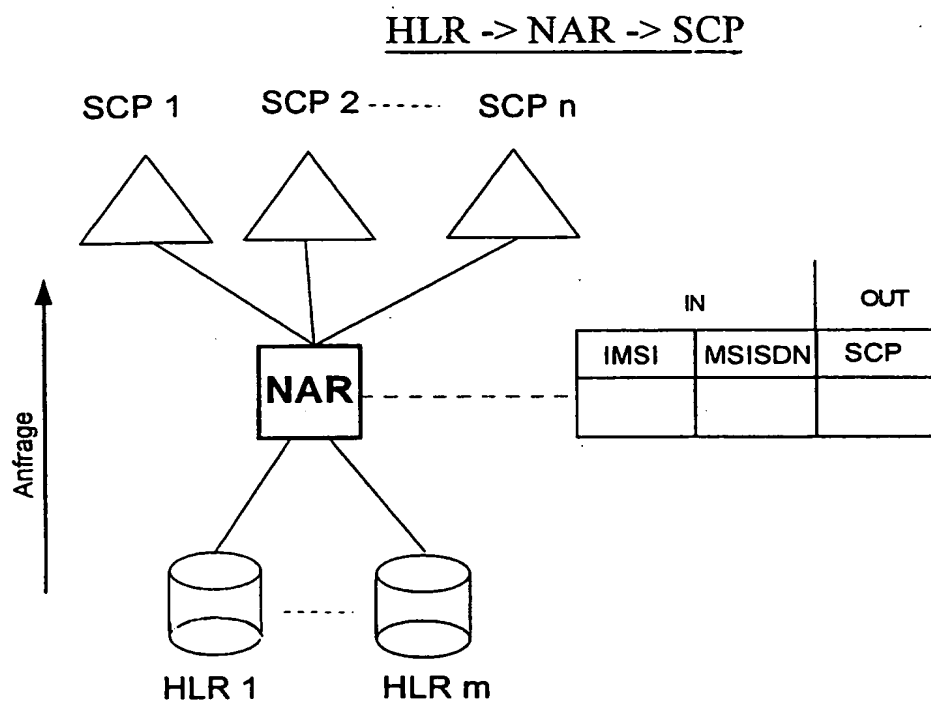 HLR -> NAR -> SCP
SCP 1 SCP 2 ----- SCP n
IN OUT
IMSI MSISDN SCP
NAR
Anfrage
HLR 1 HLR m